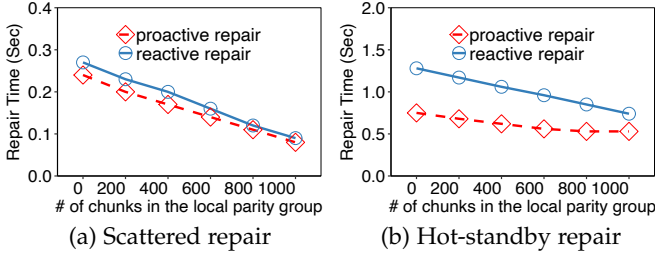 0.4
0.3
0.2
0.1
0.0
Repair Time (Sec)
proactive repair
reactive repair
0 200 400 600 800 1000
# of chunks in the local parity group
(a) Scattered repair
2.0
1.5
1.0
0.5
0.0
Repair Time (Sec)
proactive repair
reactive repair
0 200 400 600 800 1000
# of chunks in the local parity group
(b) Hot-standby repair